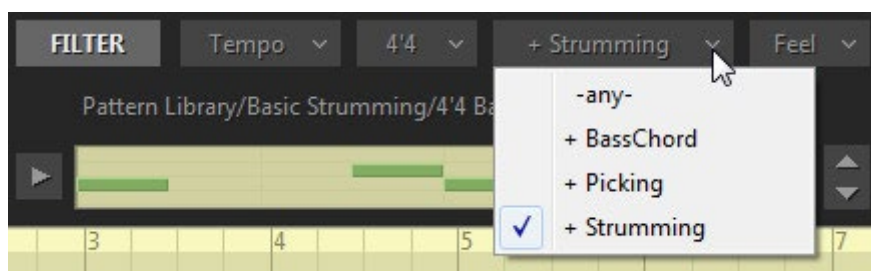 FILTER Tempo 4'4 + Strumming Feel
-any-
Pattern Library/Basic Strumming/4'4 Ba
+ BassChord
+ Picking
+ Strumming
3 4 5 7